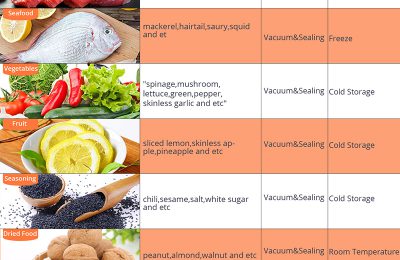 Seafood
mackerel,hairtail,saury,squid
and et
Vacuum&Sealing
Freeze
Vegetables
"spinage,mushroom,
lettuce,green,pepper,
skinless garlic and etc"
Vacuum&Sealing
Cold Storage
Fruit
sliced lemon,skinless ap-
ple,pineapple and etc
Vacuum&Sealing
Cold Storage
Seasoning
chili,sesame,salt,white sugar
and etc
Vacuum&Sealing
Cold Storage
Dried Food
peanut,almond,walnut and etc
Vacuum&Sealing
Room Temperature